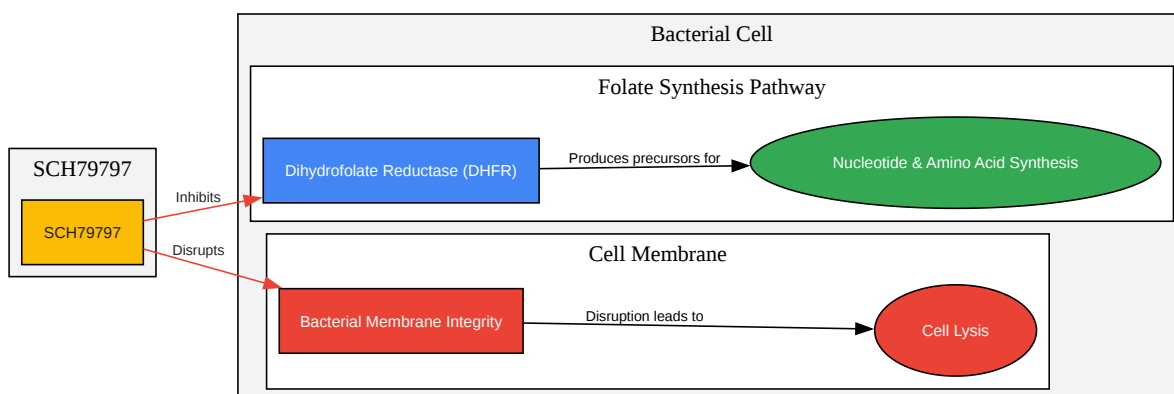 Bacterial Cell
Folate Synthesis Pathway
SCH79797
SCH79797
Inhibits
Disrupts
Dihydrofolate Reductase (DHFR)
Produces precursors for
Nucleotide & Amino Acid Synthesis
Cell Membrane
Bacterial Membrane Integrity
Disruption leads to
Cell Lysis